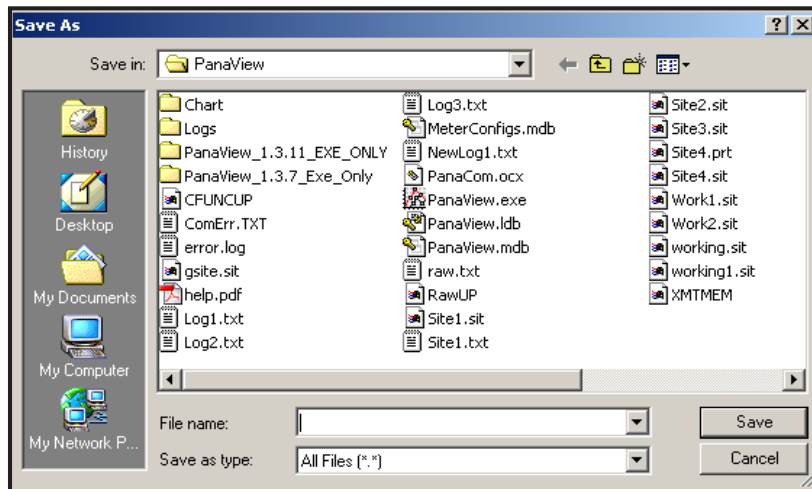 Save As
Save in: PanaView
History
Desktop
My Documents
My Computer
My Network P...
Chart
Logs
PanaView_1.3.11_EXE_ONLY
PanaView_1.3.7_Exe_Only
CFUNCUP
ComErr.TXT
error.log
gsite.sit
help.pdf
Log1.txt
Log2.txt
Log3.txt
MeterConfigs.mdb
NewLog1.txt
PanaCom.ocx
PanaView.exe
PanaView.ldb
PanaView.mdb
raw.txt
RawUP
Site1.sit
Site1.txt
Site2.sit
Site3.sit
Site4.prt
Site4.sit
Work1.sit
Work2.sit
working.sit
working1.sit
XMTMEM
File name:
Save
Save as type: All Files (*.*)
Cancel